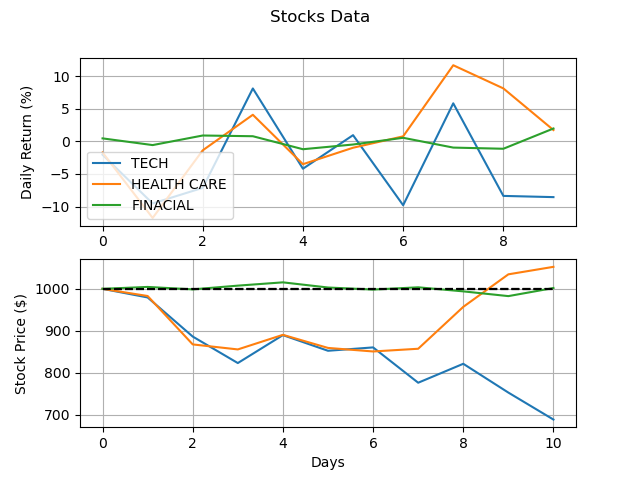 Stocks Data
Daily Return (%)
10
5
0
−5
−10
TECH
HEALTH CARE
FINACIAL
0 2 4 6 8
Stock Price ($)
1000
900
800
700
0 2 4 6 8 10
Days